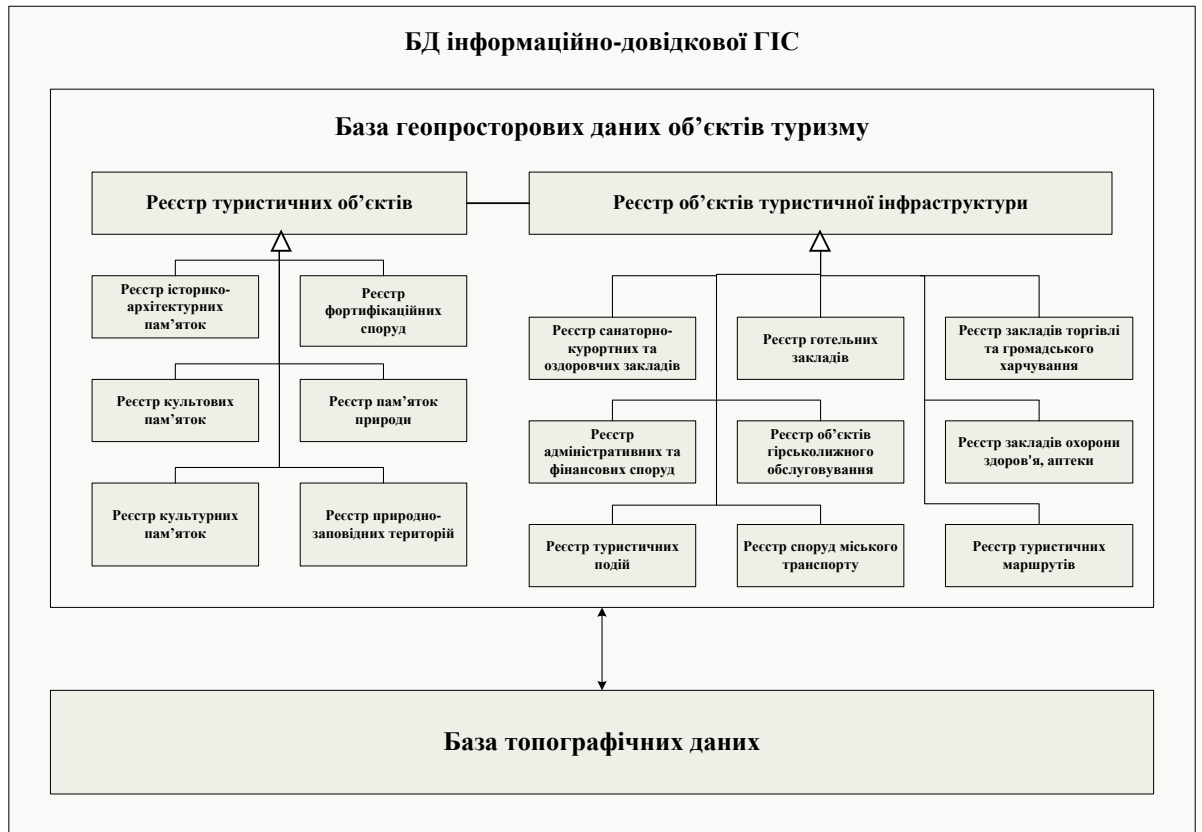 БД інформаційно-довідкової ГІС
База геопросторових даних об’єктів туризму
Реєстр туристичних об’єктів
Реєстр об’єктів туристичної інфраструктури
Реєстр історико-
архітектурних
пам’яток
Реєстр
фортифікаційних
споруд
Реєстр культових
пам’яток
Реєстр пам’яток
природи
Реєстр культурних
пам’яток
Реєстр природно-
заповідних територій
Реєстр санаторно-
курортних та
оздоровчих закладів
Реєстр готельних
закладів
Реєстр закладів торгівлі
та громадського
харчування
Реєстр
адміністративних та
фінансових споруд
Реєстр об’єктів
гірськолижного
обслуговування
Реєстр закладів охорони
здоров'я, аптеки
Реєстр туристичних
подій
Реєстр споруд міського
транспорту
Реєстр туристичних
маршрутів
База топографічних даних